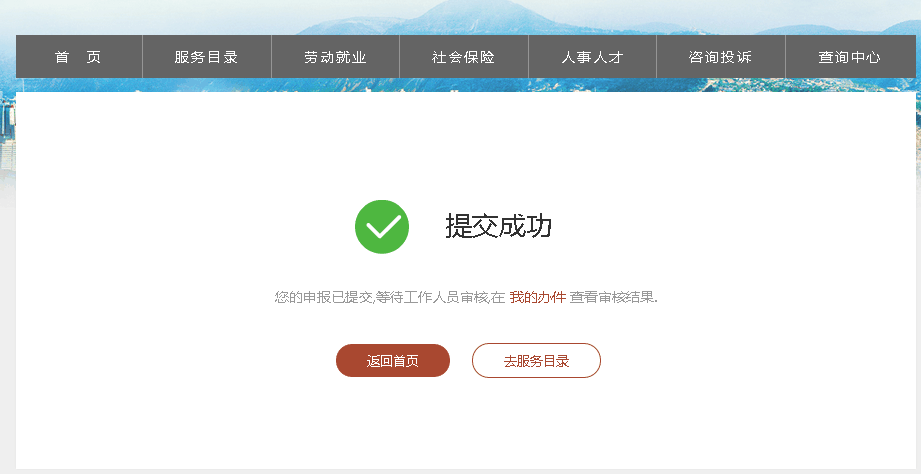 首 页 服务目录 劳动就业 社会保险 人事人才 咨询投诉 查询中心
提交成功
您的申报已提交,等待工作人员审核,在 我的办件 查看审核结果.
返回首页 去服务目录